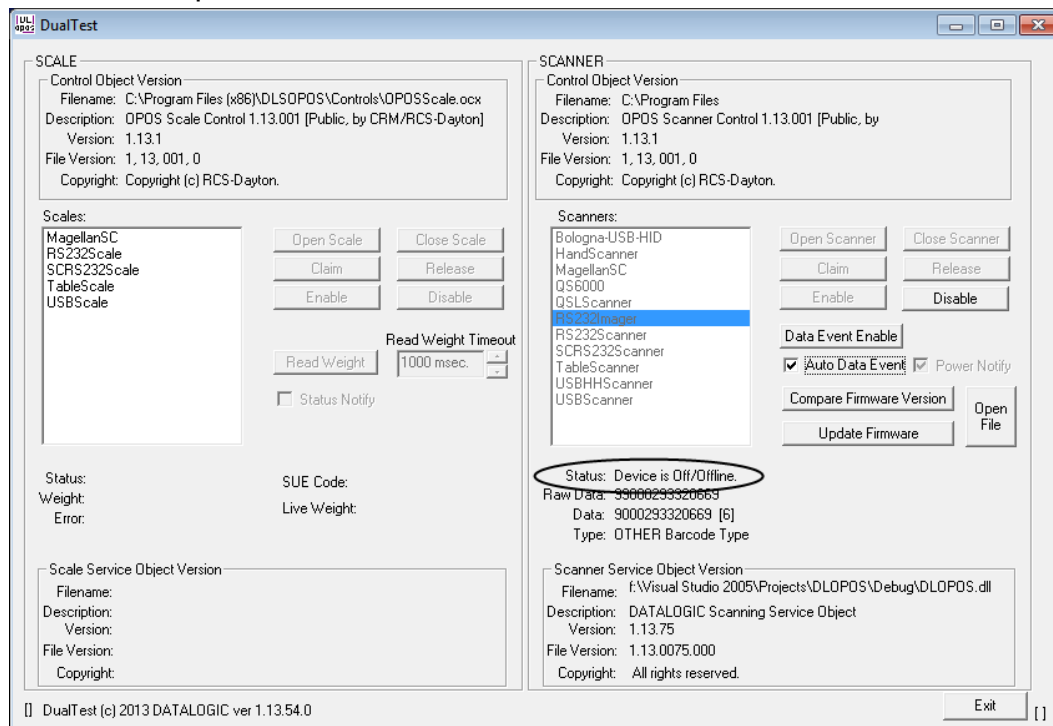 UL
opos
DualTest
SCALE
Control Object Version
Filename: C:\Program Files (x86)\DLSOPOS\Controls\OPOSScale.ocx
Description: OPOS Scale Control 1.13.001 [Public, by CRM/RCS-Dayton]
Version: 1.13.1
File Version: 1, 13, 001, 0
Copyright: Copyright (c) RCS-Dayton.
Scales:
MagellanSC
RS232Scale
SCRS232Scale
TableScale
USBScale
Open Scale Close Scale
Claim Release
Enable Disable
Read Weight Timeout
Read Weight 1000 msec.
Status Notify
Status:
Weight:
Error:
SUE Code:
Live Weight:
Scale Service Object Version
Filename:
Description:
Version:
File Version:
Copyright:
SCANNER
Control Object Version
Filename: C:\Program Files
Description: OPOS Scanner Control 1.13.001 [Public, by
Version: 1.13.1
File Version: 1, 13, 001, 0
Copyright: Copyright (c) RCS-Dayton.
Scanners:
Bologna-USB-HID
HandScanner
MagellanSC
QS6000
QSLScanner
RS232Imager
RS232Scanner
SCRS232Scanner
TableScanner
USBHHScanner
USBScanner
Open Scanner Close Scanner
Claim Release
Enable Disable
Data Event Enable
Auto Data Event Power Notify
Compare Firmware Version
Update Firmware
Open
File
Status: Device is Off/Offline.
Raw Data: 99000293320669
Data: 9000293320669 [6]
Type: OTHER Barcode Type
Scanner Service Object Version
Filename: f:\Visual Studio 2005\Projects\DLOPOS\Debug\DLOPOS.dll
Description: DATALOGIC Scanning Service Object
Version: 1.13.75
File Version: 1.13.0075.000
Copyright: All rights reserved.
[] DualTest (c) 2013 DATALOGIC ver 1.13.54.0
Exit
[ ]